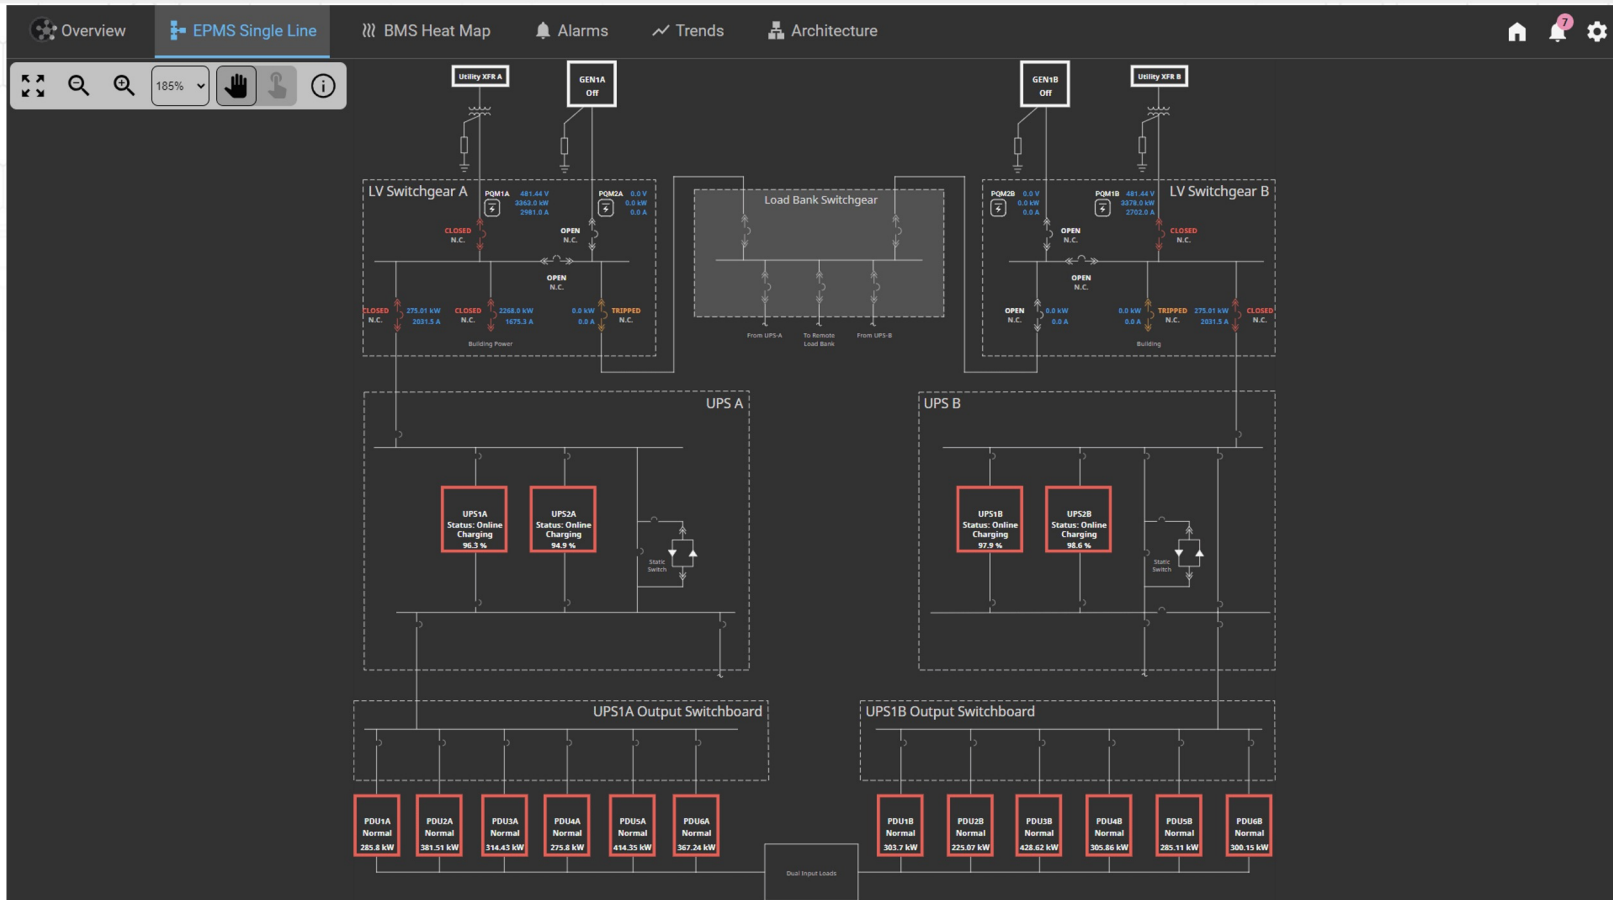 Overview
EPMS Single Line
BMS Heat Map
Alarms
Trends
Architecture
7
185%
Utility XFR A
GEN1A
Off
GEN1B
Off
Utility XFR B
LV Switchgear A
PQM1A 481.44 V
3363.0 kW
2981.0 A
PQM2A 0.0 V
0.0 kW
0.0 A
CLOSED
N.C.
OPEN
N.C.
OPEN
N.C.
CLOSED
N.C.
275.01 kW
2031.5 A
CLOSED
N.C.
2268.0 kW
1675.3 A
0.0 kW
0.0 A
TRIPPED
N.C.
Building Power
Load Bank Switchgear
From UPS-A
To Remote
Load Bank
From UPS-B
LV Switchgear B
PQM2B 0.0 V
0.0 kW
0.0 A
PQM1B 481.44 V
3378.0 kW
2702.0 A
OPEN
N.C.
CLOSED
N.C.
OPEN
N.C.
OPEN
N.C.
0.0 kW
0.0 A
0.0 kW
0.0 A
TRIPPED
N.C.
275.01 kW
2031.5 A
CLOSED
N.C.
Building
UPS A
UPS1A
Status: Online
Charging
96.3 %
UPS2A
Status: Online
Charging
94.9 %
Static
Switch
UPS B
UPS1B
Status: Online
Charging
97.9 %
UPS2B
Status: Online
Charging
98.6 %
Static
Switch
UPS1A Output Switchboard
UPS1B Output Switchboard
PDU1A
Normal
285.8 kW
PDU2A
Normal
381.51 kW
PDU3A
Normal
314.43 kW
PDU4A
Normal
275.8 kW
PDU5A
Normal
414.35 kW
PDU6A
Normal
367.24 kW
PDU1B
Normal
303.7 kW
PDU2B
Normal
225.07 kW
PDU3B
Normal
428.62 kW
PDU4B
Normal
305.86 kW
PDU5B
Normal
285.11 kW
PDU6B
Normal
300.15 kW
Dual Input Loads